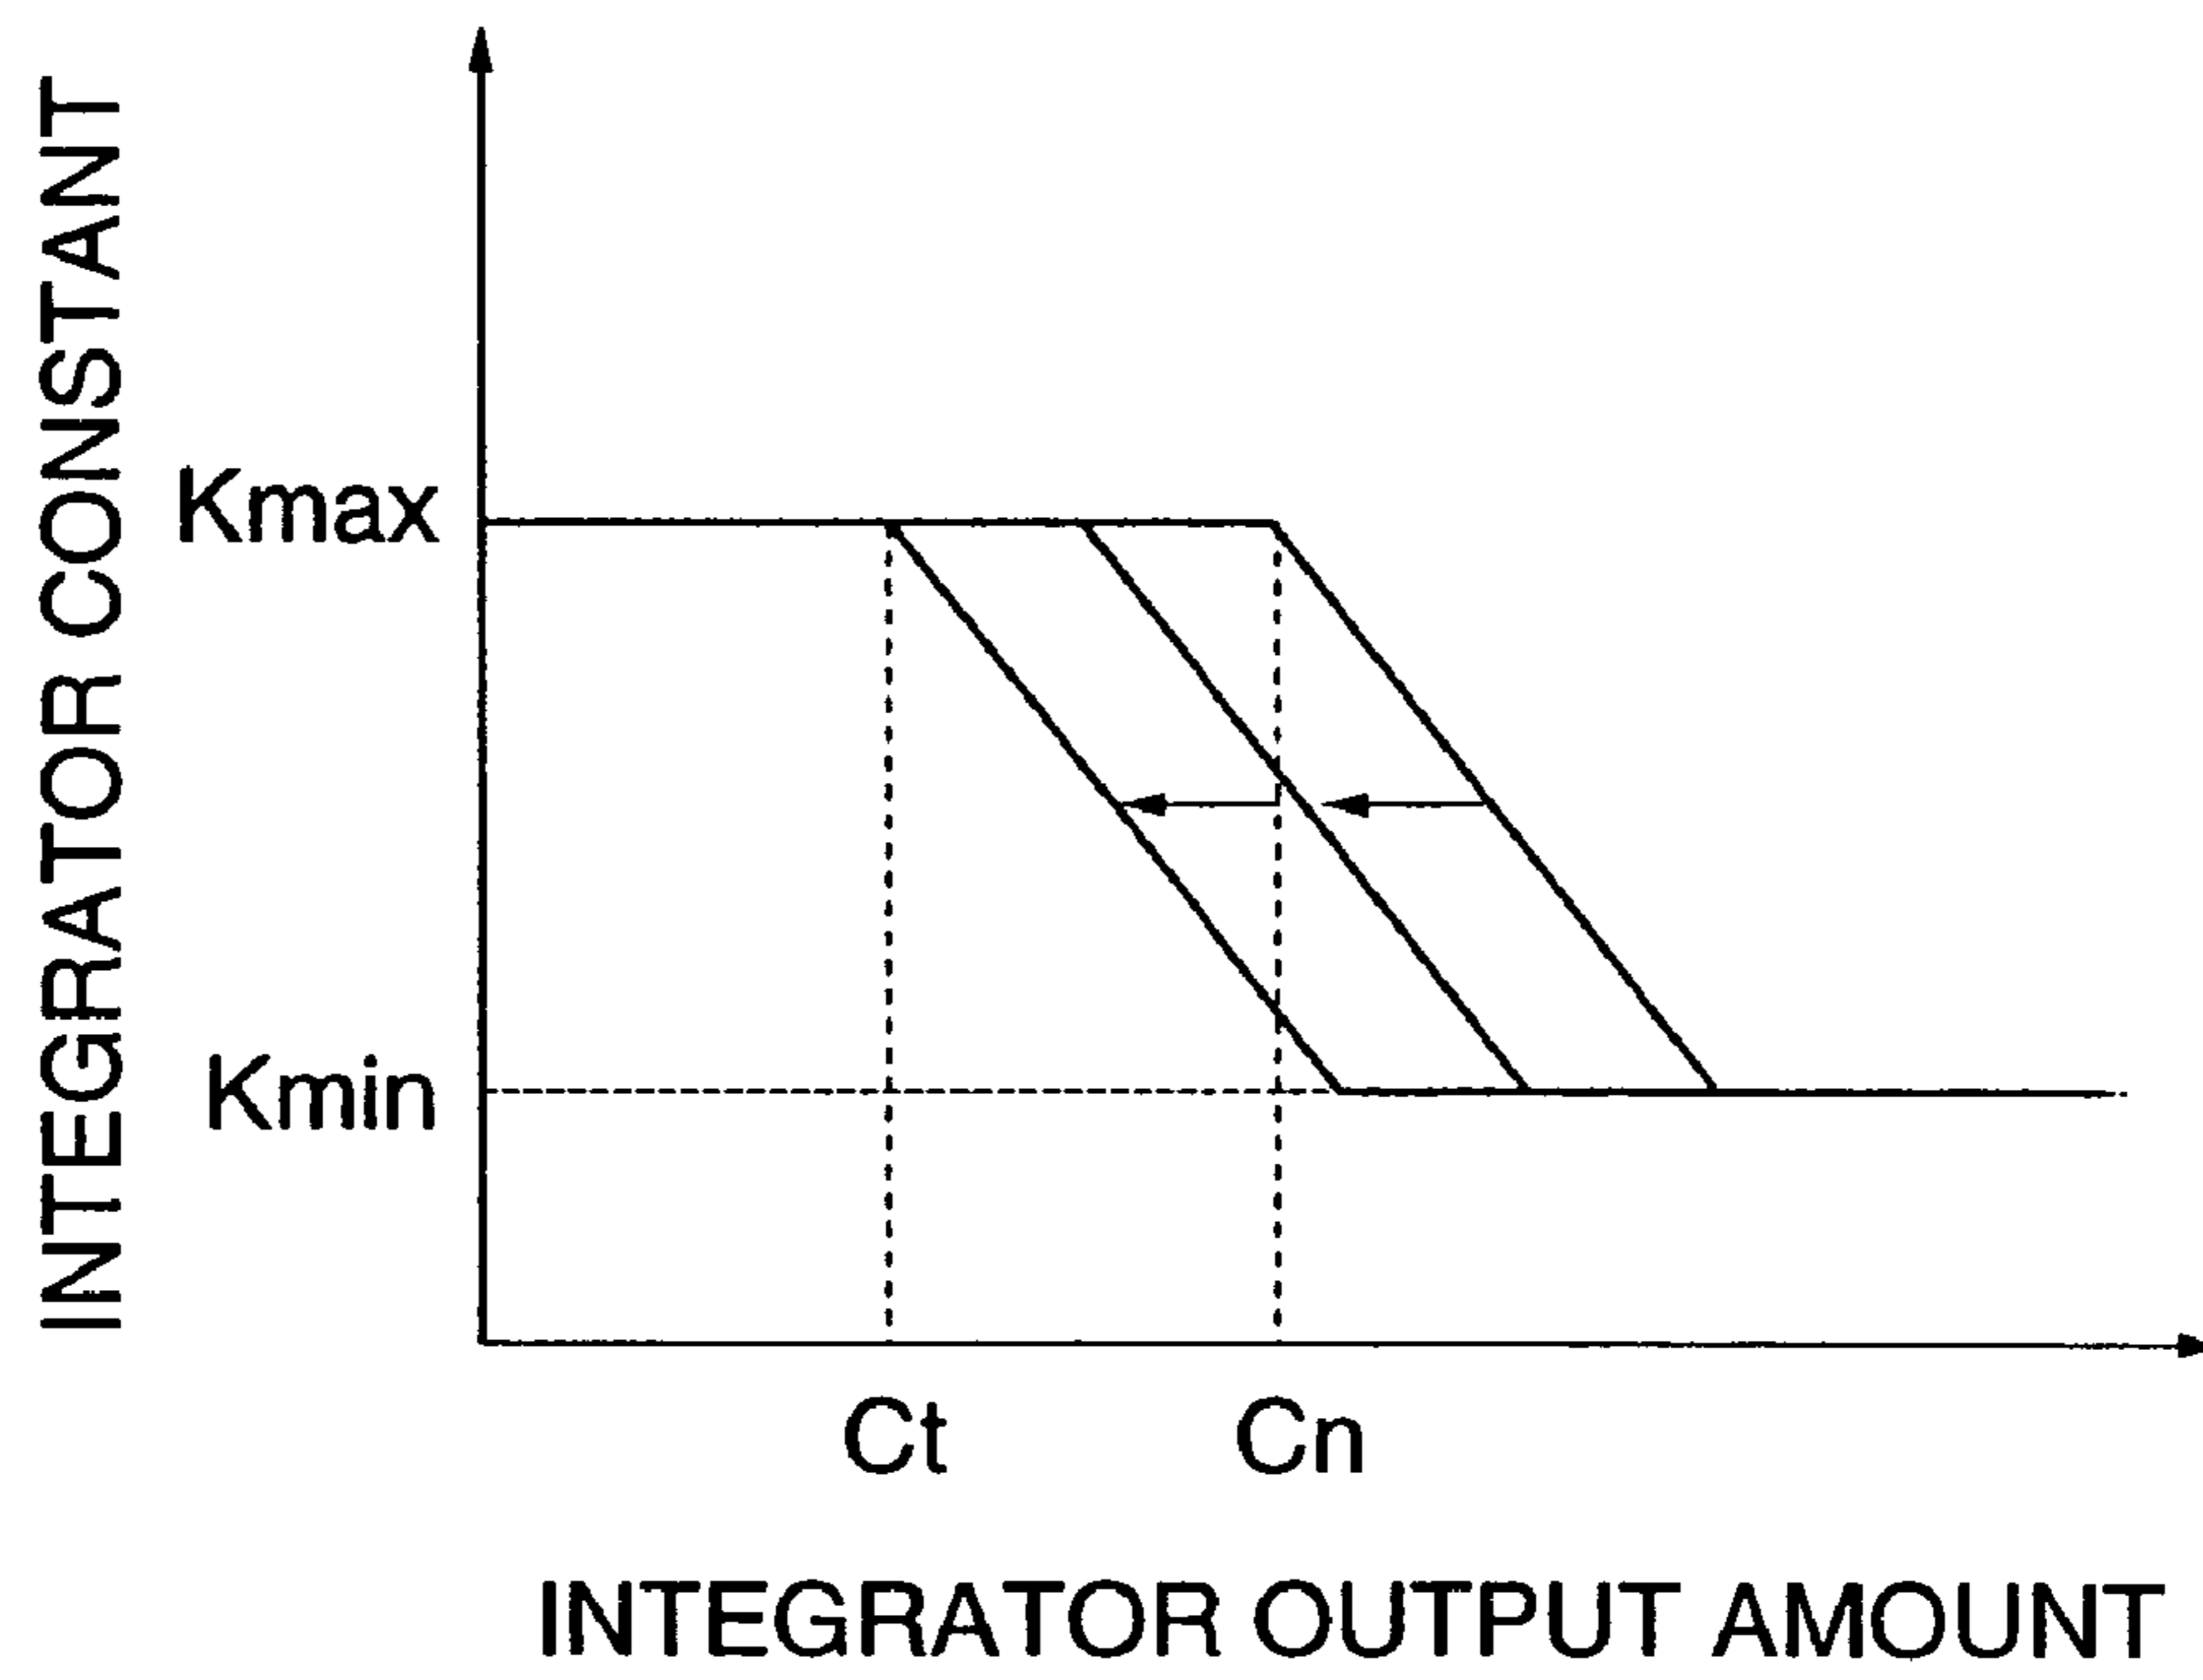 INTEGRATOR CONSTANT
Kmax
Kmin
Ct
Cn
INTEGRATOR OUTPUT AMOUNT